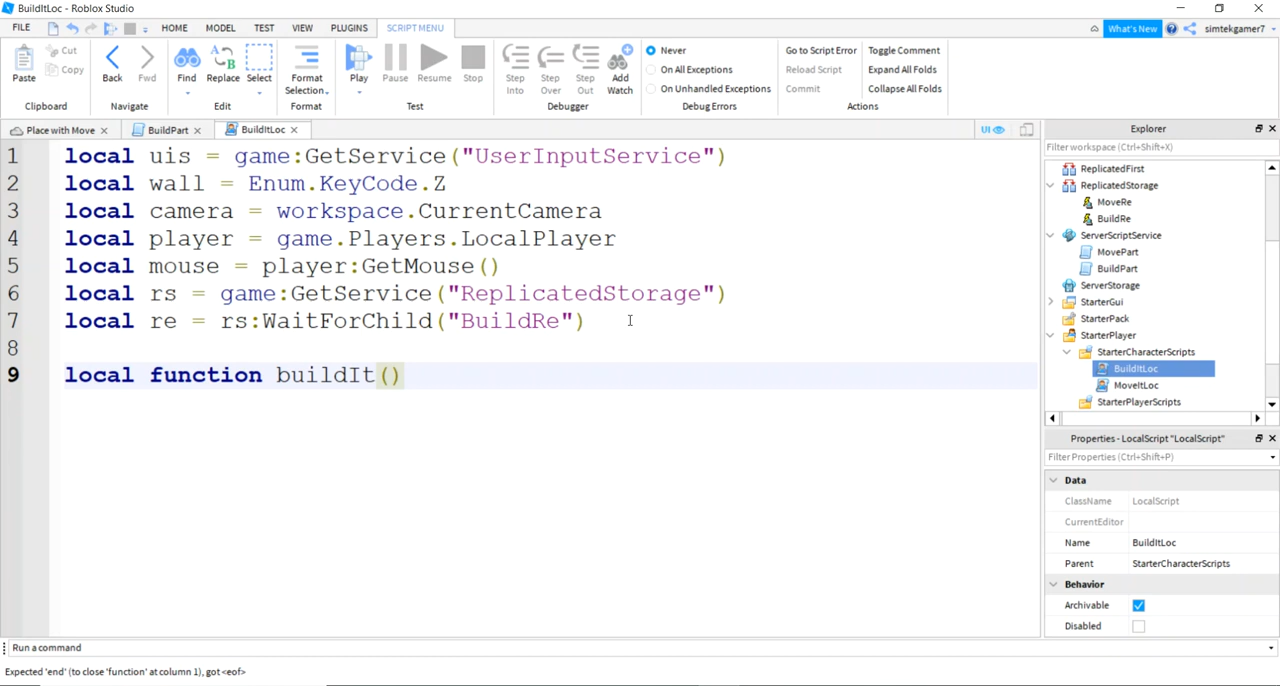 BuildItLoc - Roblox Studio
FILE HOME MODEL TEST VIEW PLUGINS SCRIPT MENU What's New simtekgamer7
Paste Cut Copy Back Fwd Find Replace Select Format Selection Play Pause Resume Stop Step Into Step Over Step Out Add Watch
Never Go to Script Error Toggle Comment
On All Exceptions Reload Script Expand All Folds
On Unhandled Exceptions Commit Collapse All Folds
Clipboard Navigate Edit Format Test Debugger Debug Errors Actions
Place with Move BuildPart BuildItLoc UI
1 local uis = game:GetService("UserInputService")
2 local wall = Enum.KeyCode.Z
3 local camera = workspace.CurrentCamera
4 local player = game.Players.LocalPlayer
5 local mouse = player:GetMouse()
6 local rs = game:GetService("ReplicatedStorage")
7 local re = rs:WaitForChild("BuildRe")
8
9 local function buildIt()
Explorer
Filter workspace (Ctrl+Shift+X)
ReplicatedFirst
ReplicatedStorage
MoveRe
BuildRe
ServerScriptService
MovePart
BuildPart
ServerStorage
StarterGui
StarterPack
StarterPlayer
StarterCharacterScripts
BuildItLoc
MoveItLoc
StarterPlayerScripts
Properties - LocalScript "LocalScript"
Filter Properties (Ctrl+Shift+P)
Data
ClassName LocalScript
CurrentEditor
Name BuildItLoc
Parent StarterCharacterScripts
Behavior
Archivable
Disabled
Run a command
Expected 'end' (to close 'function' at column 1), got <eof>